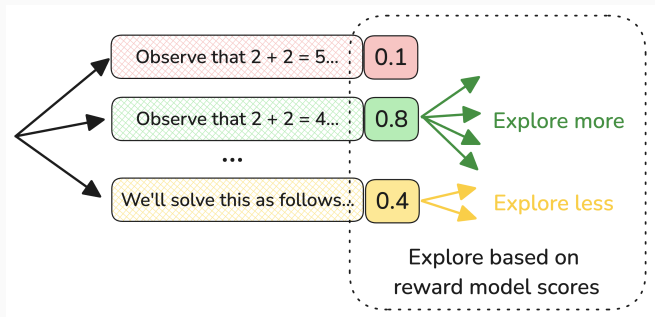 Observe that 2 + 2 = 5... 0.1
Observe that 2 + 2 = 4... 0.8 Explore more
...
We'll solve this as follows... 0.4 Explore less
Explore based on
reward model scores